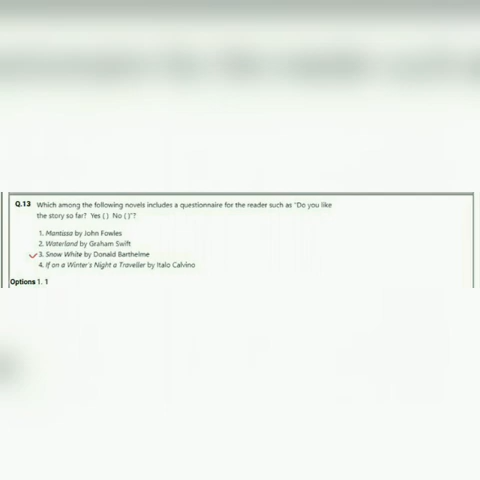 Q.13 Which among the following novels includes a questionnaire for the reader such as "Do you like
the story so far? Yes ( ) No ( )"?
1. Mantissa by John Fowles
2. Waterland by Graham Swift
3. Snow White by Donald Barthelme
4. If on a Winter's Night a Traveller by Italo Calvino
Options 1. 1